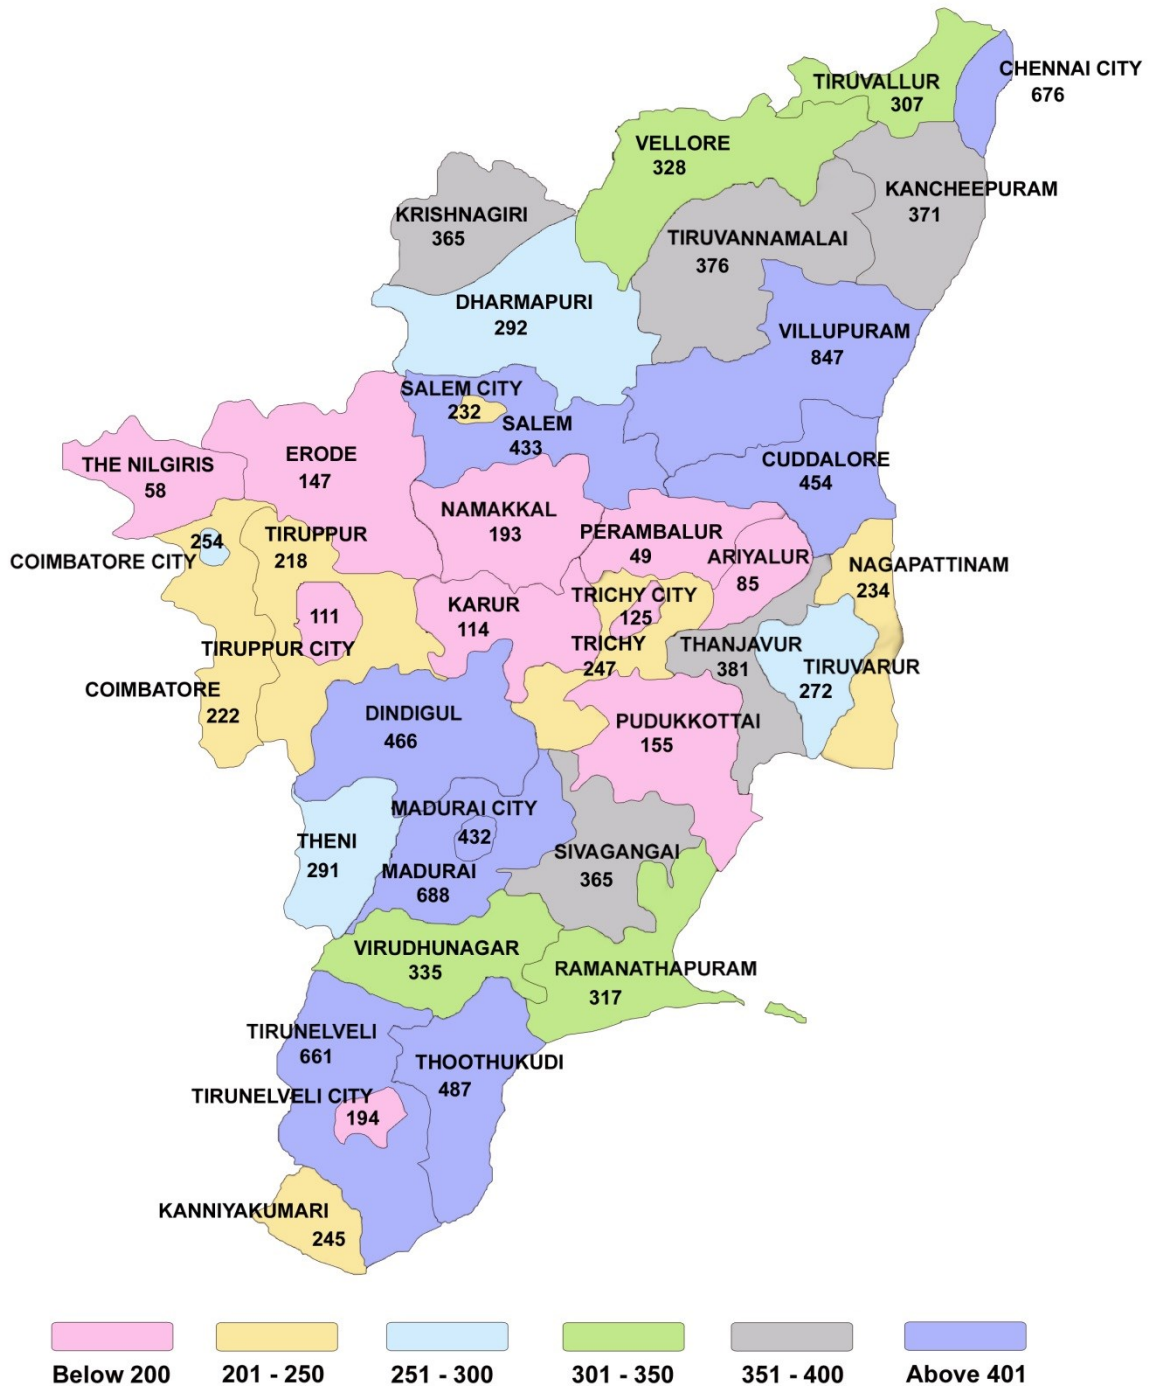 CHENNAI CITY
676
TIRUVALLUR
307
VELLORE
328
KANCHEEPURAM
371
KRISHNAGIRI
365
TIRUVANNAMALAI
376
DHARMAPURI
292
VILLUPURAM
847
SALEM CITY
232
SALEM
433
CUDDALORE
454
THE NILGIRIS
58
ERODE
147
NAMAKKAL
193
PERAMBALUR
49
ARIYALUR
85
254
COIMBATORE CITY
TIRUPPUR
218
NAGAPATTINAM
234
KARUR
114
TRICHY CITY
125
111
TIRUPPUR CITY
TRICHY
247
THANJAVUR
381
TIRUVARUR
272
COIMBATORE
222
DINDIGUL
466
PUDUKKOTTAI
155
MADURAI CITY
432
THENI
291
MADURAI
688
SIVAGANGAI
365
VIRUDHUNAGAR
335
RAMANATHAPURAM
317
TIRUNELVELI
661
THOOTHUKUDI
487
TIRUNELVELI CITY
194
KANNIYAKUMARI
245
Below 200
201 - 250
251 - 300
301 - 350
351 - 400
Above 401